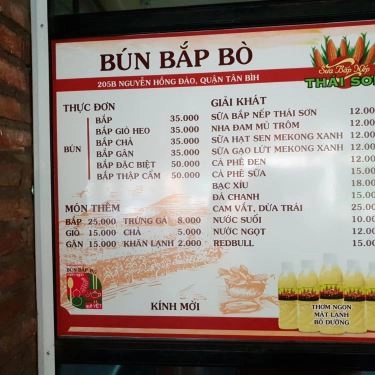 BÚN BẮP BÒ
205B NGUYỄN HỒNG ĐÀO, QUẬN TÂN BÌH
Sữa Bắp Nếp
THÁI SƠN
THỰC ĐƠN
BÚN
BẮP 35.000
BẮP GIÒ HEO 35.000
BẮP CHẢ 35.000
BẮP GÂN 35.000
BẮP ĐẶC BIỆT 50.000
BẮP THẬP CẨM 50.000
MÓN THÊM
BẮP 25.000 TRỨNG GÀ 8.000
GIÒ 15.000 CHẢ 5.000
GÂN 15.000 KHĂN LẠNH 2.000
GIẢI KHÁT
SỮA BẮP NẾP THÁI SƠN 12.00
NHA ĐAM MỦ TRÔM 12.00
SỮA HẠT SEN MEKONG XANH 12.00
SỮA GẠO LỨT MEKONG XANH 12.00
CÀ PHÊ ĐEN 12.00
CÀ PHÊ SỮA 15.00
BẠC XỈU 18.00
ĐÁ CHANH 15.00
CAM VẮT, DỪA TRÁI 25.00
NƯỚC SUỐI 10.00
NƯỚC NGỌT 12.00
REDBULL 15.00
BÚN BẮP BÒ
KÍNH MỜI
THƠM NGON
MÁT LẠNH
BỔ DƯỠNG